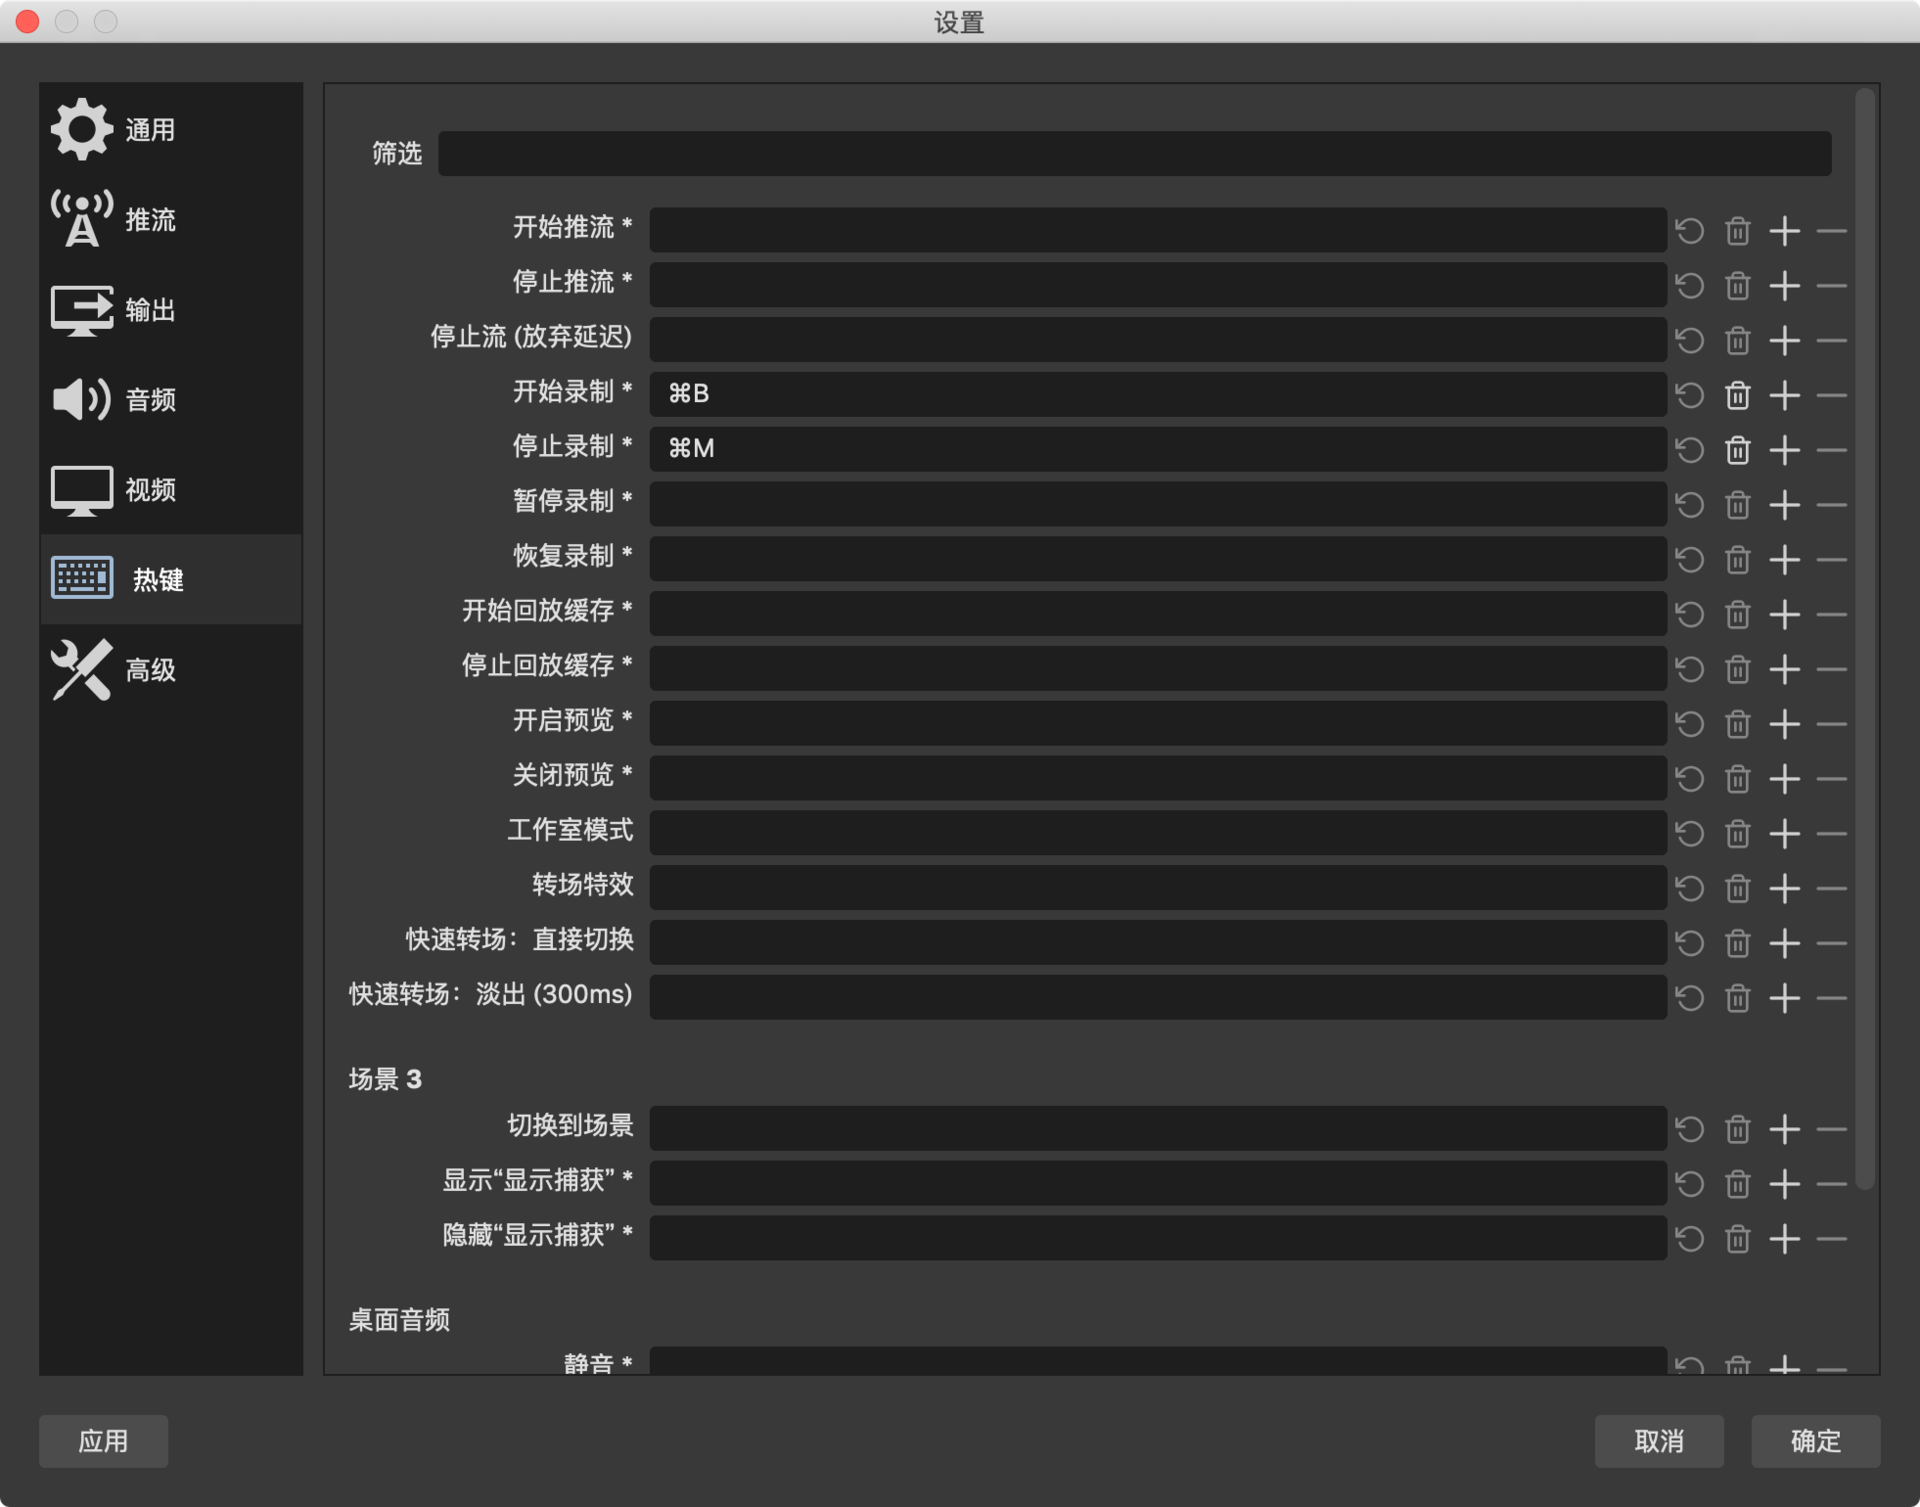 设置
通用
推流
输出
音频
视频
热键
高级
筛选
开始推流 *
停止推流 *
停止流 (放弃延迟)
开始录制 * ⌘B
停止录制 * ⌘M
暂停录制 *
恢复录制 *
开始回放缓存 *
停止回放缓存 *
开启预览 *
关闭预览 *
工作室模式
转场特效
快速转场：直接切换
快速转场：淡出 (300ms)
场景 3
切换到场景
显示“显示捕获” *
隐藏“显示捕获” *
桌面音频
静音 *
应用
取消
确定